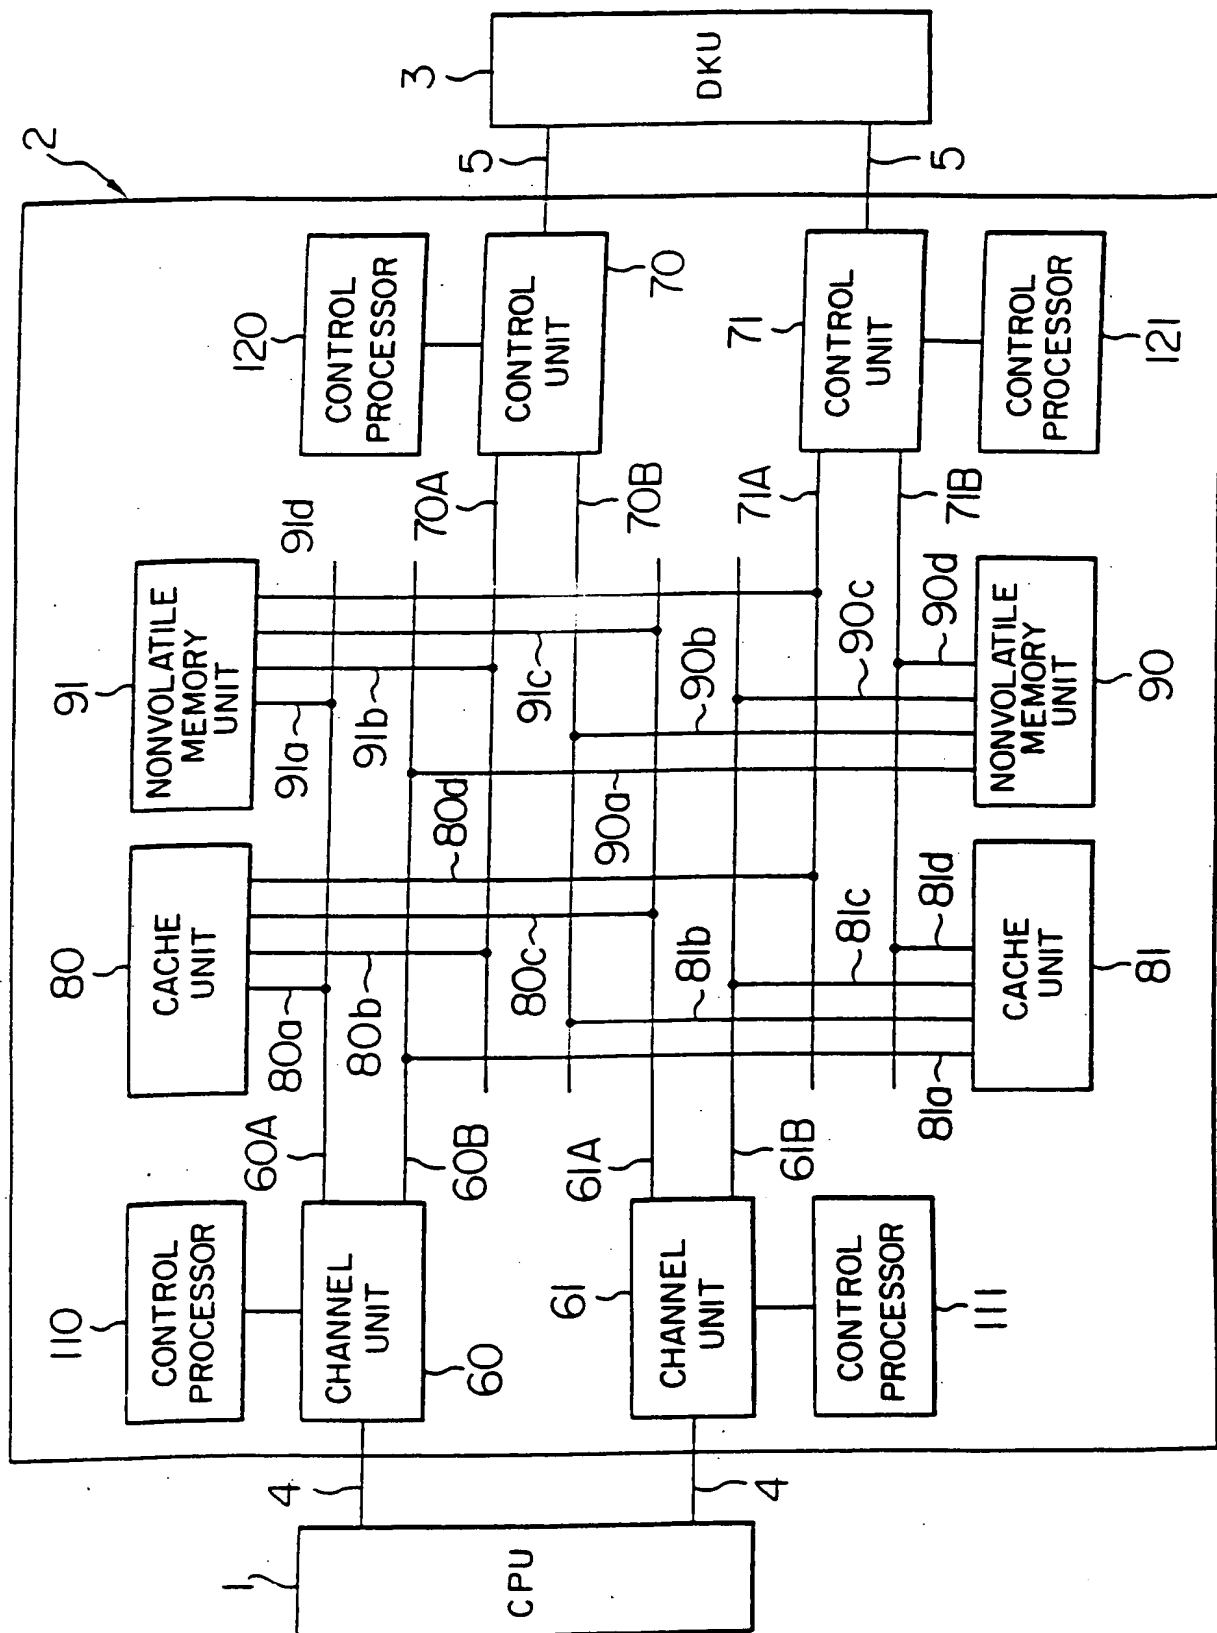 2
3
DKU
5
5
120
CONTROL
PROCESSOR
CONTROL
UNIT
70
71
CONTROL
UNIT
CONTROL
PROCESSOR
121
91
NONVOLATILE
MEMORY
UNIT
91a
91b
91c
91d
70A
70B
71A
71B
90a
90b
90c
90d
NONVOLATILE
MEMORY
UNIT
90
80
CACHE
UNIT
80a
80b
80c
80d
81a
81b
81c
81d
CACHE
UNIT
81
60A
60B
61A
61B
110
CONTROL
PROCESSOR
CHANNEL
UNIT
60
61
CHANNEL
UNIT
CONTROL
PROCESSOR
111
4
4
1
CPU